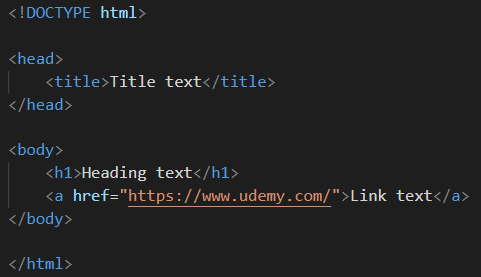 <!DOCTYPE html>
<head>
<title>Title text</title>
</head>
<body>
<h1>Heading text</h1>
<a href="https://www.udemy.com/">Link text</a>
</body>
</html>